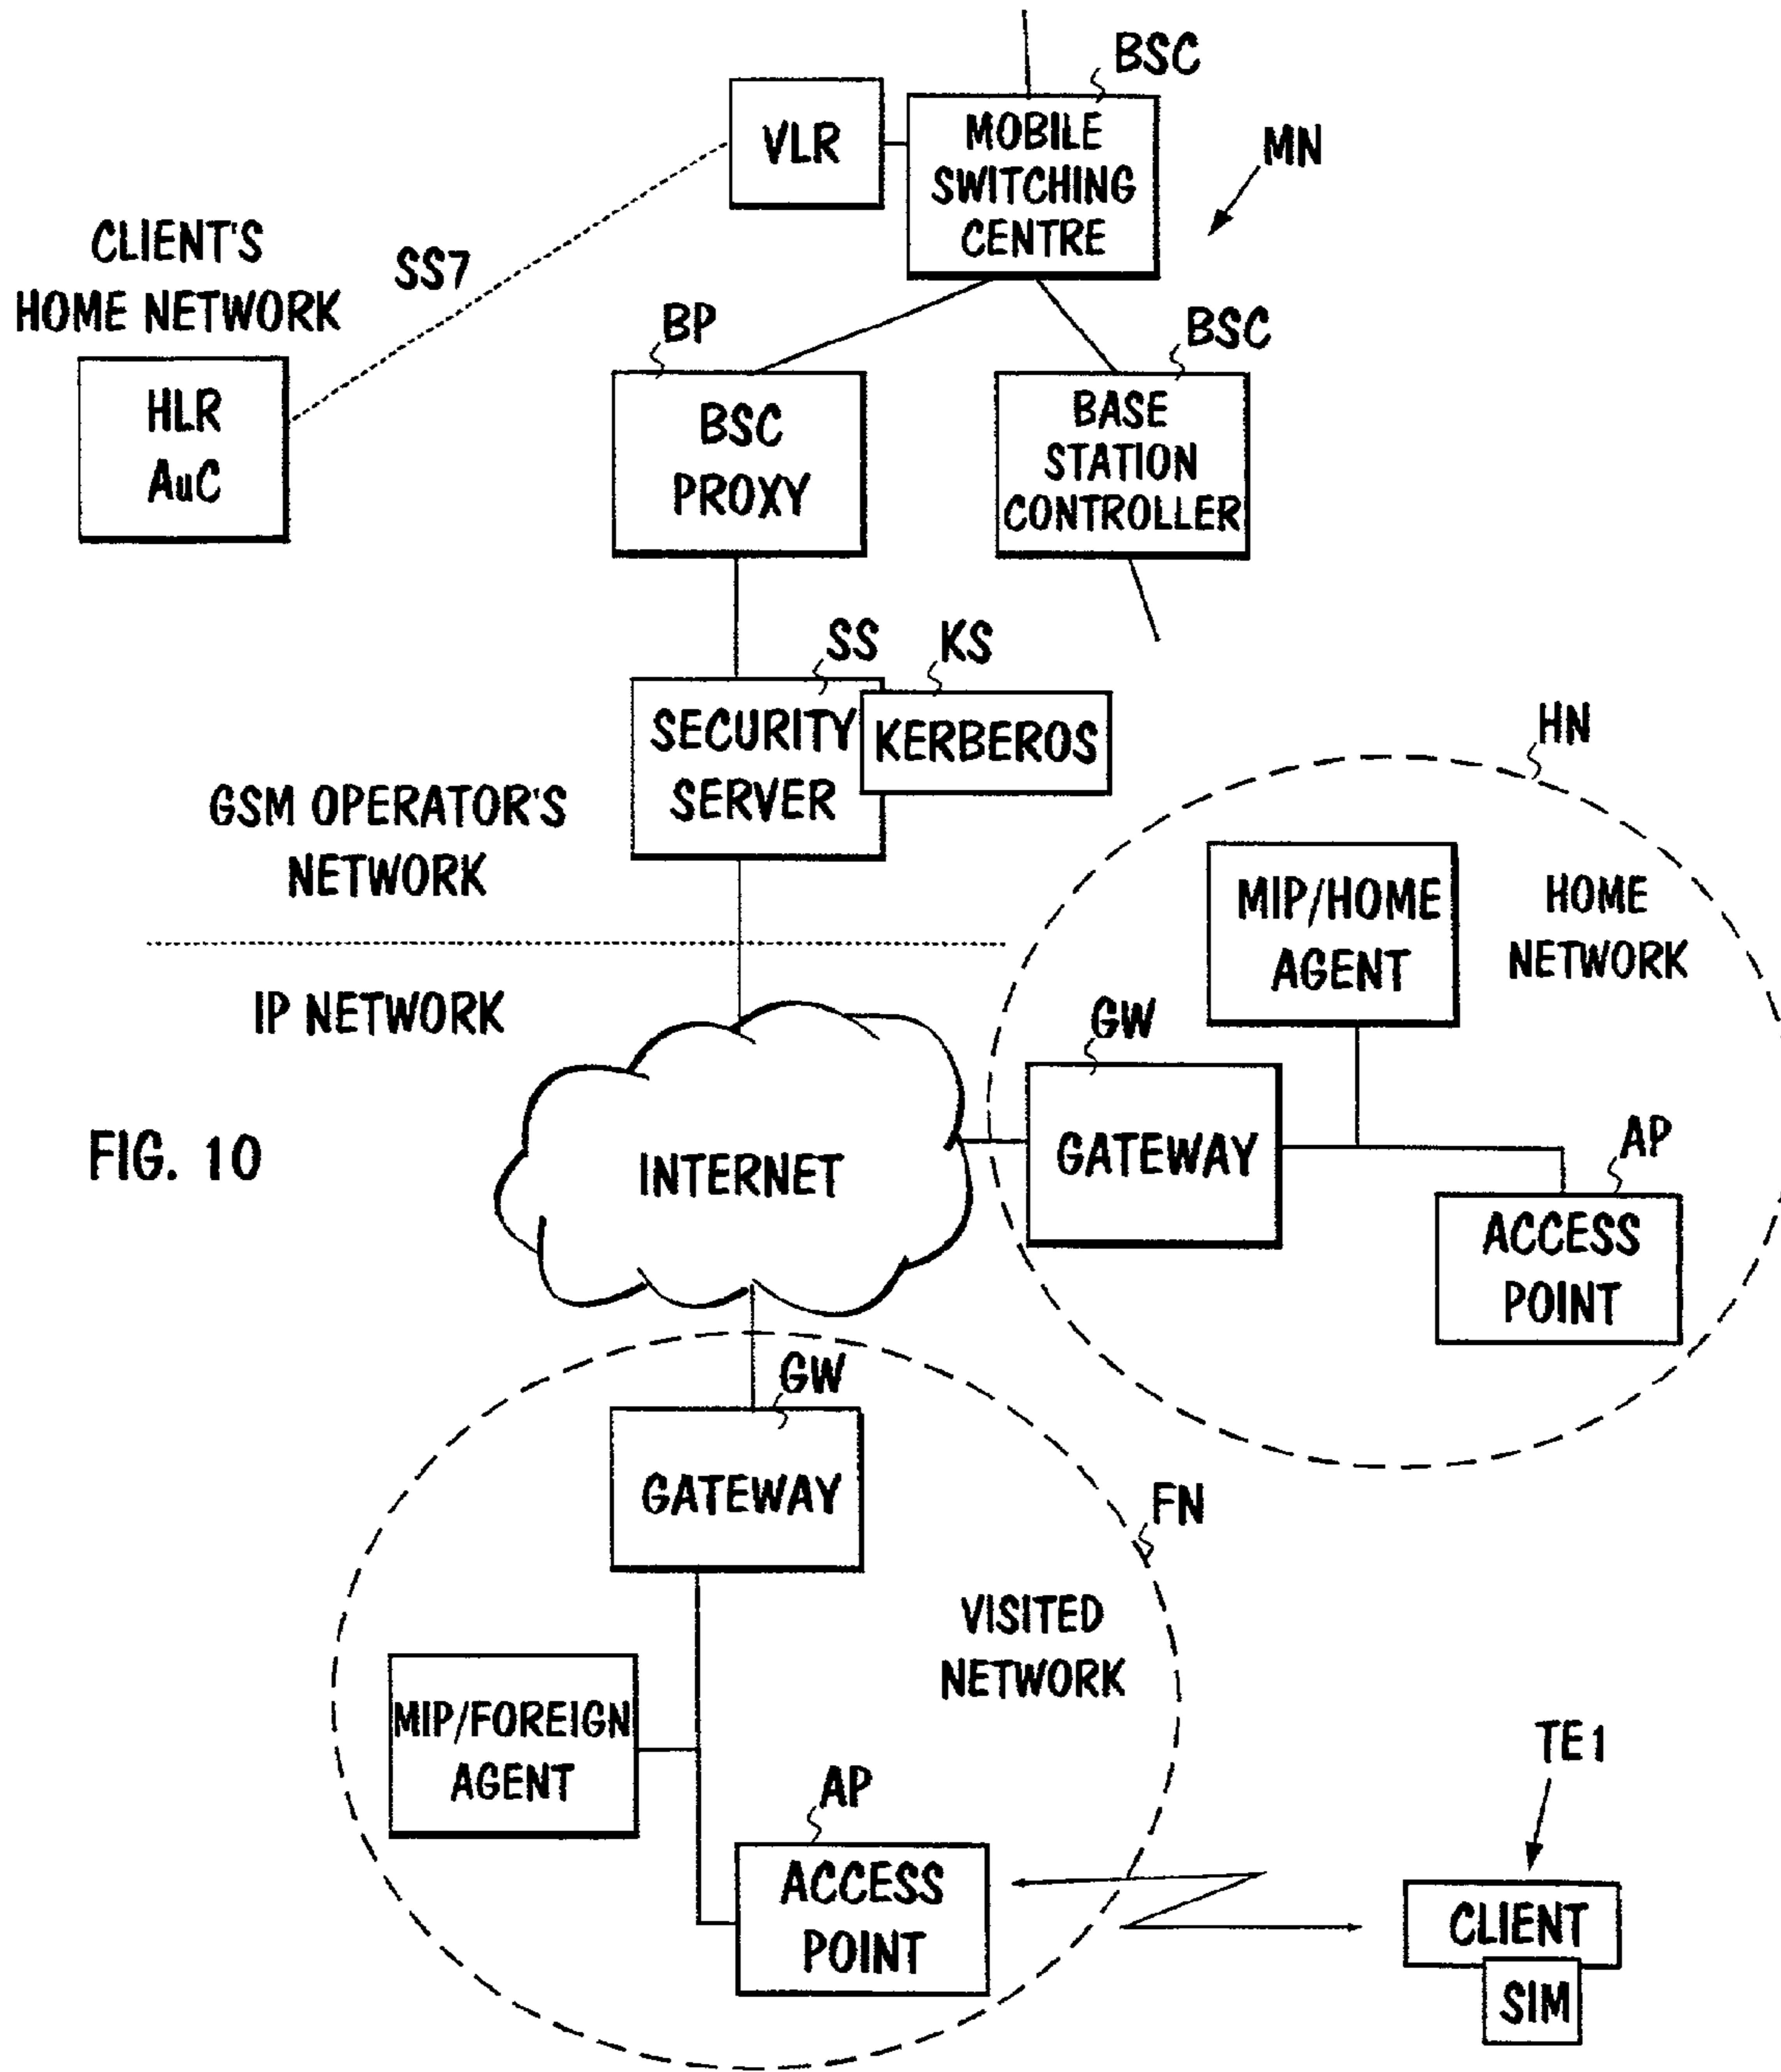 BSC
VLR
MOBILE
SWITCHING
CENTRE
MN
CLIENT'S
HOME NETWORK
SS7
HLR
AuC
BP
BSC
PROXY
BSC
BASE
STATION
CONTROLLER
SS
KS
SECURITY
SERVER
KERBEROS
GSM OPERATOR'S
NETWORK
IP NETWORK
HN
MIP/HOME
AGENT
HOME
NETWORK
GW
GATEWAY
AP
ACCESS
POINT
FIG. 10
INTERNET
GW
GATEWAY
FN
VISITED
NETWORK
MIP/FOREIGN
AGENT
AP
ACCESS
POINT
TE1
CLIENT
SIM